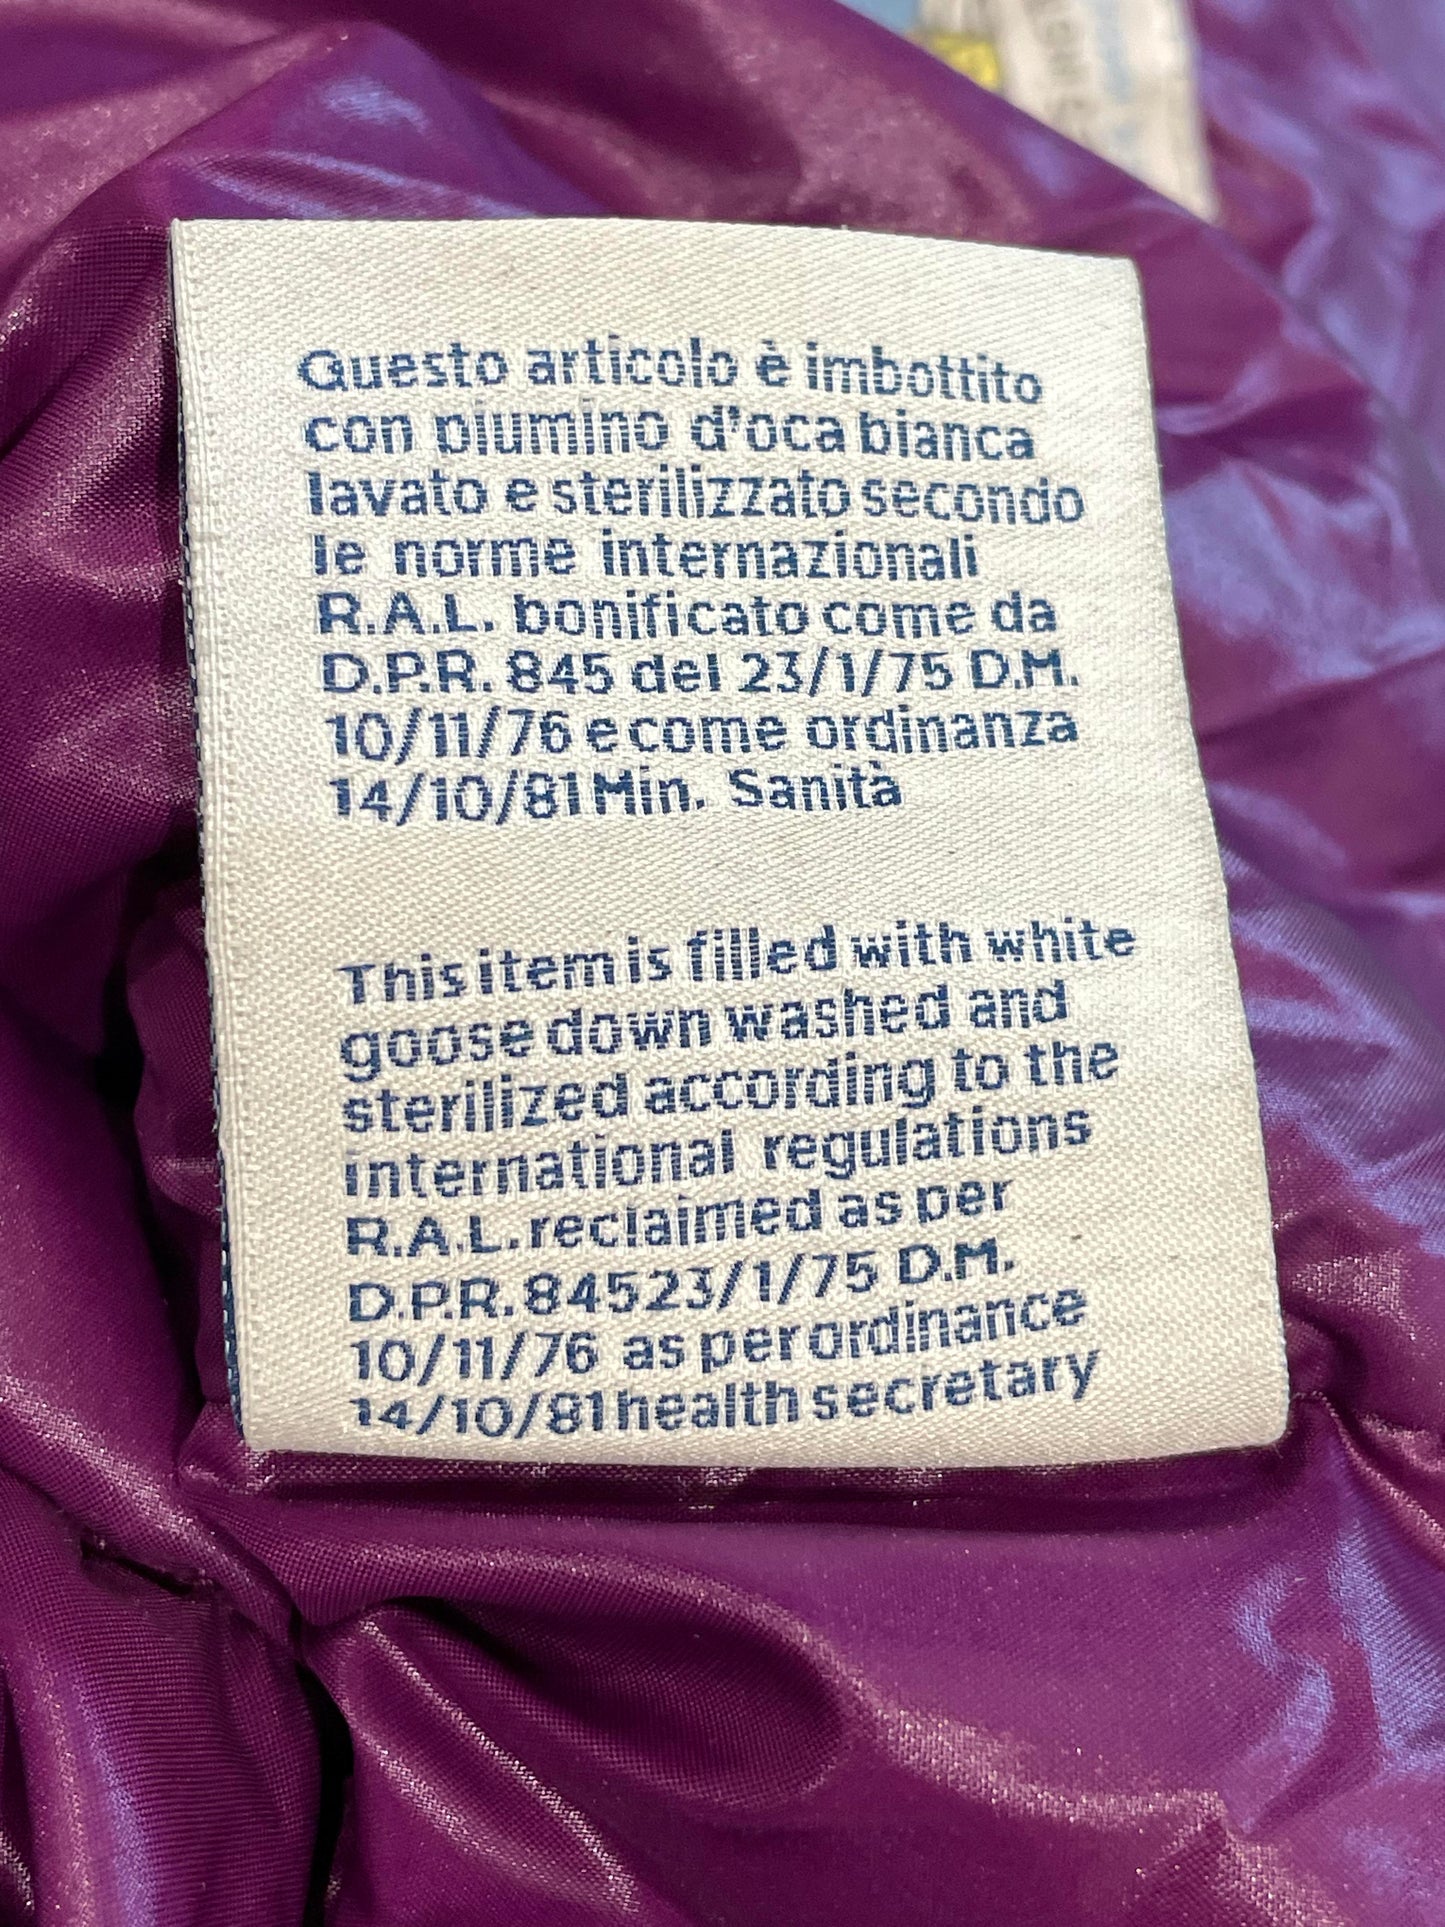 Questo articolo è imbottito
con piumino d'oca bianca
lavato e sterilizzato secondo
le norme internazionali
R.A.L. bonificato come da
D.P.R. 845 del 23/1/75 D.M.
10/11/76 e come ordinanza
14/10/81 Min. Sanità
This item is filled with white
goose down washed and
sterilized according to the
international regulations
R.A.L. reclaimed as per
D.P.R. 845 23/1/75 D.M.
10/11/76 as per ordinance
14/10/81 health secretary